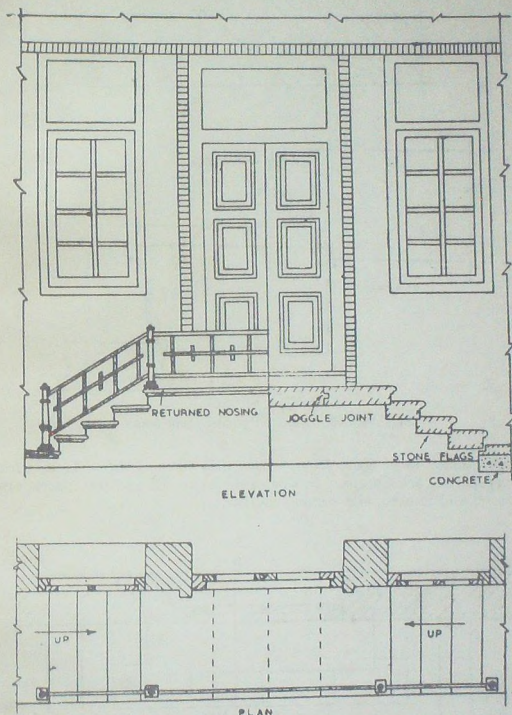 RETURNED NOSING
JOGGLE JOINT
STONE FLAGS
CONCRETE
ELEVATION
UP
UP
PLAN